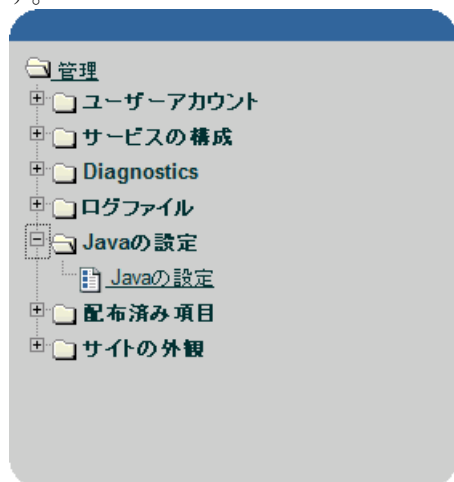 す。
管理
ユーザーアカウント
サービスの構成
Diagnostics
ログファイル
Javaの設定
Javaの設定
配布済み項目
サイトの外観